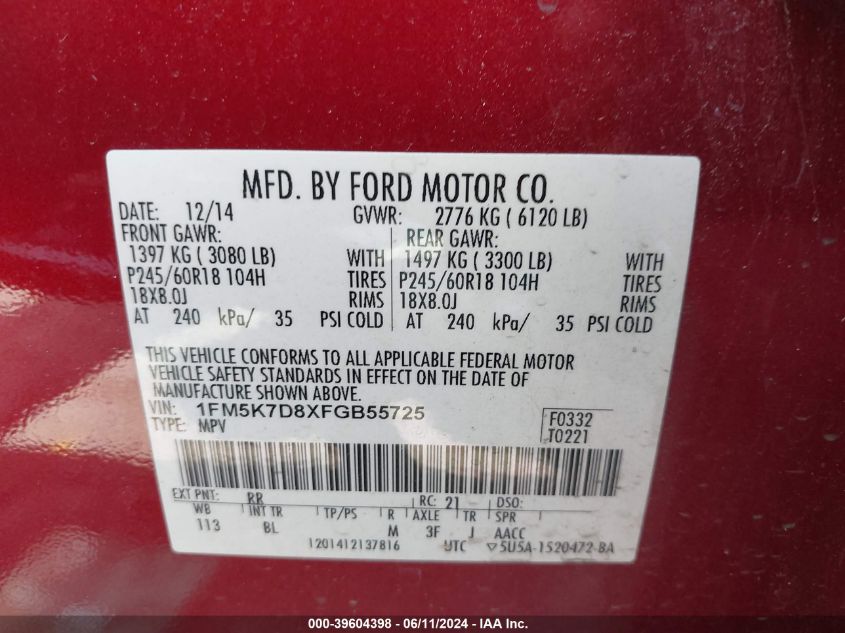 MFD. BY FORD MOTOR CO.
DATE: 12/14 GVWR: 2776 KG ( 6120 LB)
FRONT GAWR: REAR GAWR:
1397 KG ( 3080 LB) WITH 1497 KG ( 3300 LB) WITH
P245/60R18 104H TIRES P245/60R18 104H TIRES
18X8.0J RIMS 18X8.0J RIMS
AT 240 kPa/ 35 PSI COLD AT 240 kPa/ 35 PSI COLD
THIS VEHICLE CONFORMS TO ALL APPLICABLE FEDERAL MOTOR
VEHICLE SAFETY STANDARDS IN EFFECT ON THE DATE OF
MANUFACTURE SHOWN ABOVE.
VIN: 1FM5K7D8XFGB55725 F0332
TYPE: MPV T0221
EXT PNT: RR RC: 21 DSO:
WB INT TR TP/PS R AXLE TR SPR
113 BL M 3F J AACC
1201412137816 UTC ▽5U5A-1520472-BA
000-39604398 - 06/11/2024 - IAAI.com